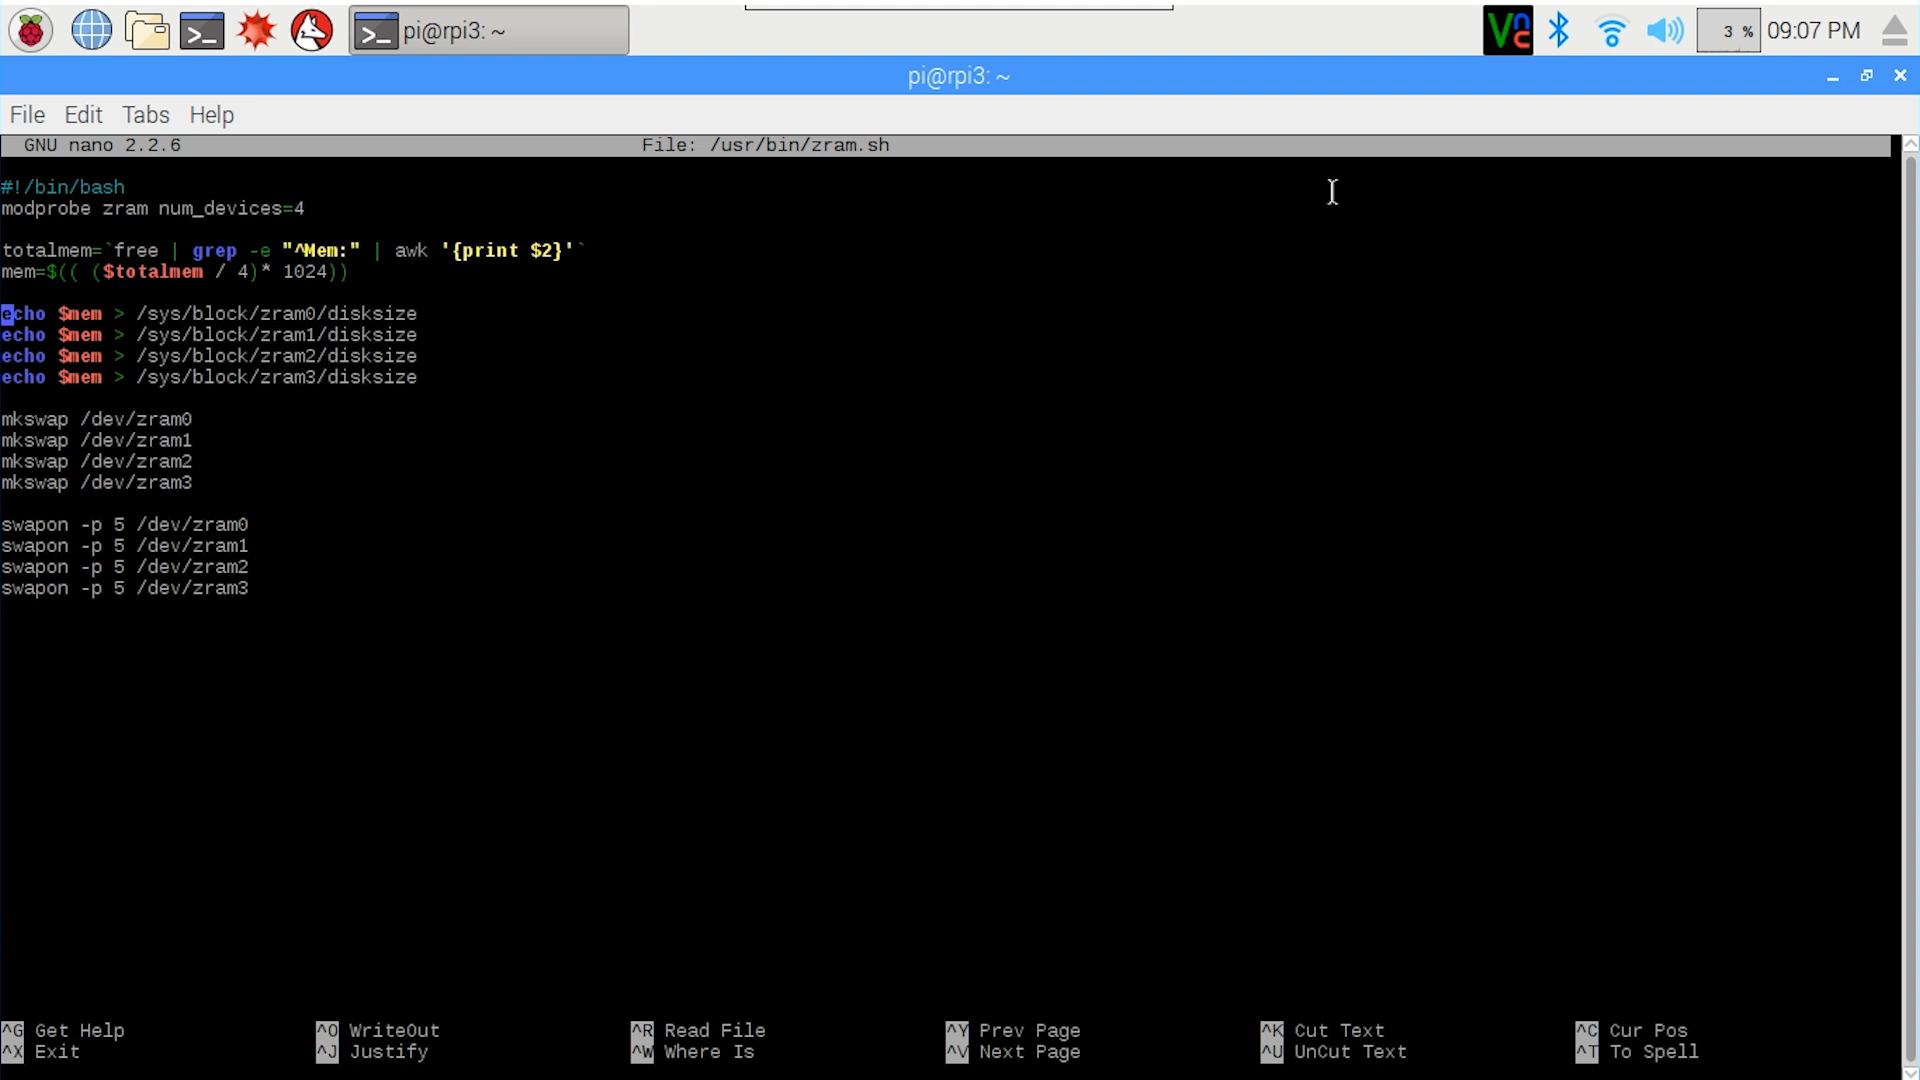 pi@rpi3: ~
VNC
3 %
09:07 PM
pi@rpi3: ~
File Edit Tabs Help
GNU nano 2.2.6 File: /usr/bin/zram.sh
#!/bin/bash
modprobe zram num_devices=4
totalmem=`free | grep -e "^Mem:" | awk '{print $2}'`
mem=$(( ($totalmem / 4)* 1024))
echo $mem > /sys/block/zram0/disksize
echo $mem > /sys/block/zram1/disksize
echo $mem > /sys/block/zram2/disksize
echo $mem > /sys/block/zram3/disksize
mkswap /dev/zram0
mkswap /dev/zram1
mkswap /dev/zram2
mkswap /dev/zram3
swapon -p 5 /dev/zram0
swapon -p 5 /dev/zram1
swapon -p 5 /dev/zram2
swapon -p 5 /dev/zram3
^G Get Help ^O WriteOut ^R Read File ^Y Prev Page ^K Cut Text ^C Cur Pos
^X Exit ^J Justify ^W Where Is ^V Next Page ^U UnCut Text ^T To Spell